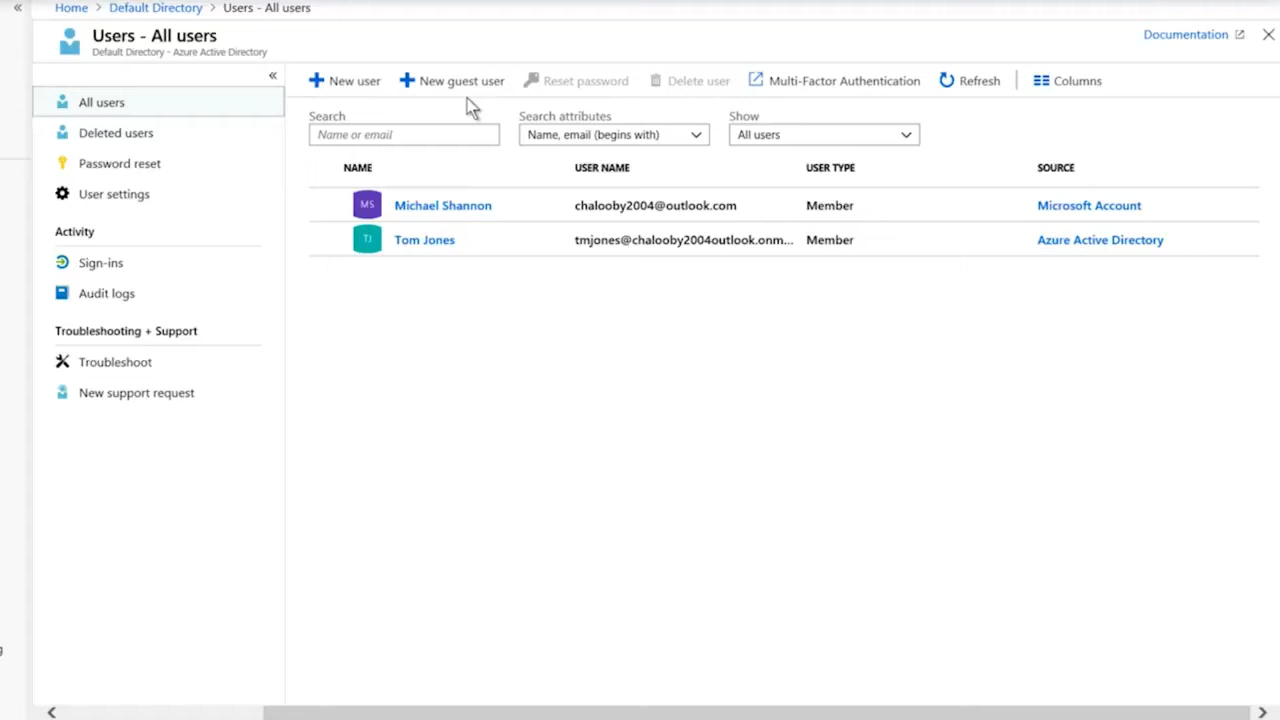 Home > Default Directory > Users - All users
Users - All users
Default Directory - Azure Active Directory
Documentation
All users
Deleted users
Password reset
User settings
Activity
Sign-ins
Audit logs
Troubleshooting + Support
Troubleshoot
New support request
New user New guest user Reset password Delete user Multi-Factor Authentication Refresh Columns
Search Search attributes Show
Name or email Name, email (begins with) All users
NAME USER NAME USER TYPE SOURCE
MS Michael Shannon chalooby2004@outlook.com Member Microsoft Account
TJ Tom Jones tmjones@chalooby2004outlook.onm... Member Azure Active Directory